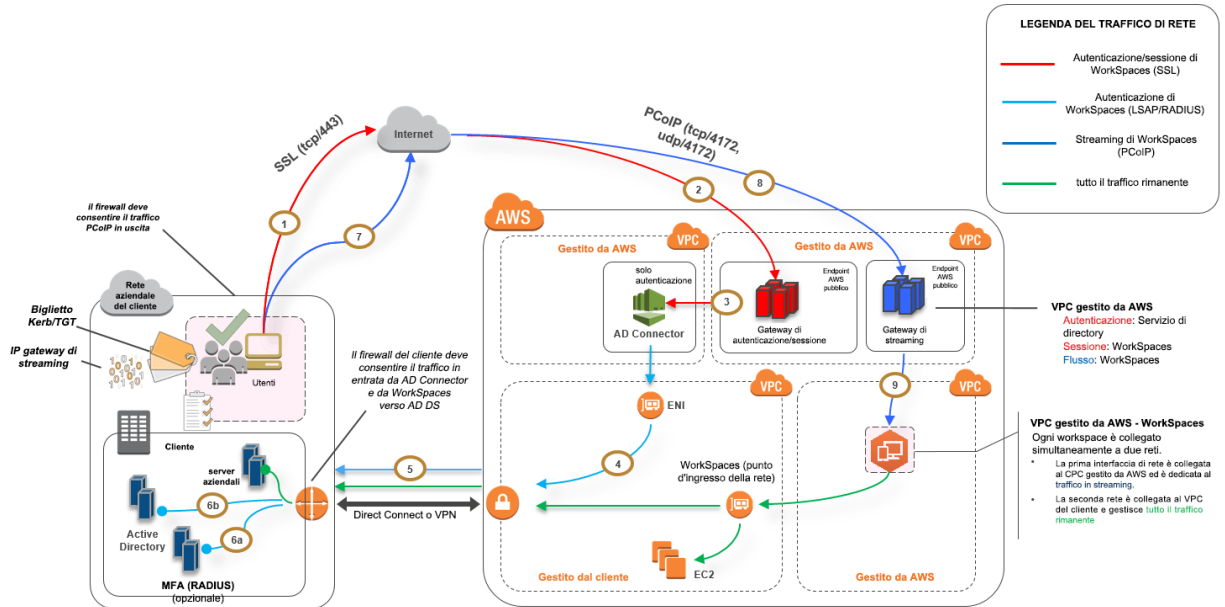 LEGENDA DEL TRAFFICO DI RETE
Autenticazione/sessione di
WorkSpaces (SSL)
Autenticazione di
WorkSpaces (LSAP/RADIUS)
Streaming di WorkSpaces
(PCoIP)
tutto il traffico rimanente
Internet
SSL (tcp/443)
PCoIP (tcp/4172,
udp/4172)
1
2
7
8
il firewall deve
consentire il traffico
PCoIP in uscita
AWS
Gestito da AWS
VPC
Gestito da AWS
VPC
solo
autenticazione
AD Connector
3
Endpoint
AWS
pubblico
Gateway di
autenticazione/sessione
Endpoint
AWS
pubblico
Gateway di
streaming
Rete
aziendale
del cliente
Biglietto
Kerb/TGT
IP gateway di
streaming
Utenti
Il firewall del cliente deve
consentire il traffico in
entrata da AD Connector
e da WorkSpaces
verso AD DS
VPC gestito da AWS
Autenticazione: Servizio di
directory
Sessione: WorkSpaces
Flusso: WorkSpaces
VPC
VPC
9
ENI
4
5
WorkSpaces (punto
d'ingresso della rete)
EC2
Gestito dal cliente
Gestito da AWS
Direct Connect o VPN
Cliente
server
aziendali
6b
Active
Directory
6a
MFA (RADIUS)
(opzionale)
VPC gestito da AWS - WorkSpaces
Ogni workspace è collegato
simultaneamente a due reti.
* La prima interfaccia di rete è collegata
al CPC gestito da AWS ed è dedicata al
traffico in streaming.
* La seconda rete è collegata al VPC
del cliente e gestisce tutto il traffico
rimanente